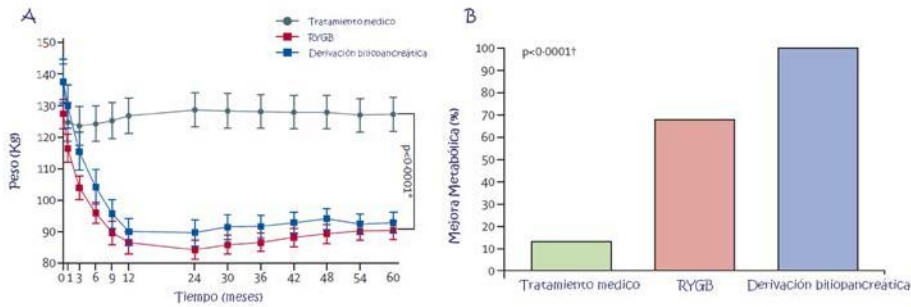 A
Tratamiento medico
RYGB
Derivación biliopancreática
150
140
130
120
110
100
90
80
Peso (Kg)
0 1 3 6 9 12 24 30 36 42 48 54 60
Tiempo (meses)
p<0·0001*
B
p<0·0001†
100
90
80
70
60
50
40
30
20
10
0
Mejora Metabólica (%)
Tratamiento medico
RYGB
Derivación biliopancreática